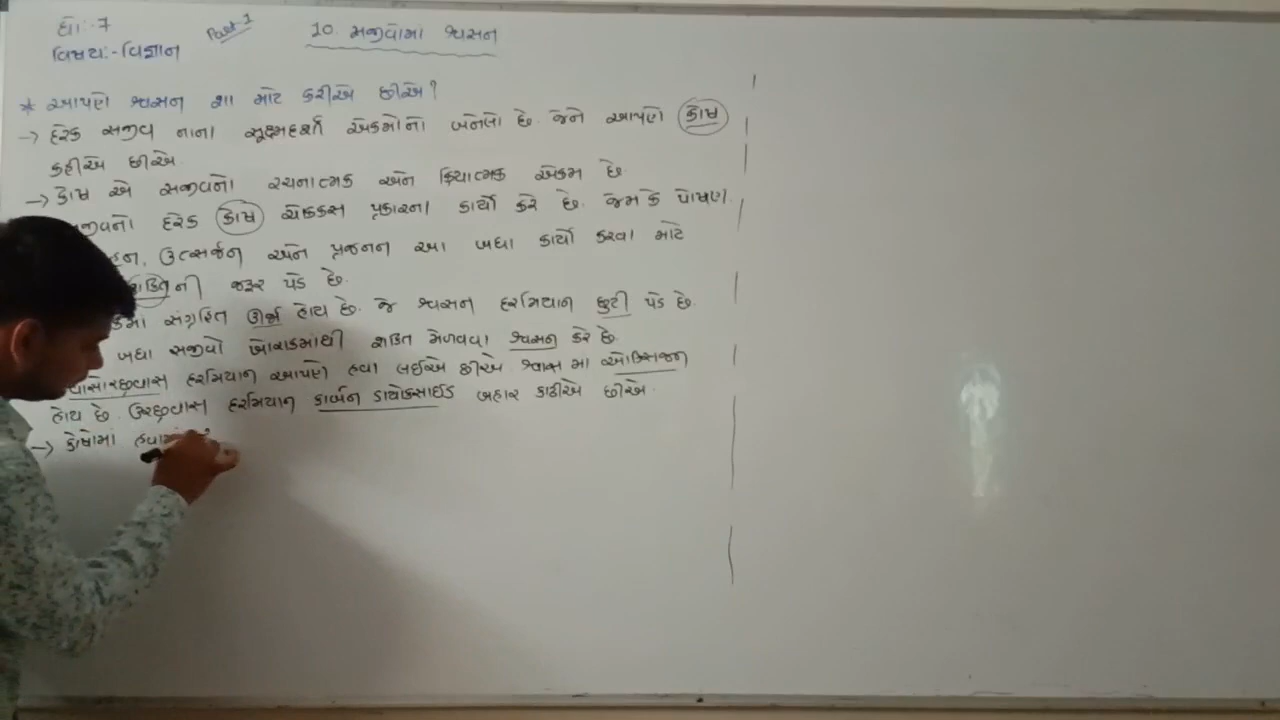 ધો:-7
Part-1
10. સજીવોમાં શ્વસન
વિષય:-વિજ્ઞાન
* આપણે શ્વસન શા માટે કરીએ છીએ?
→ દરેક સજીવ નાના સૂક્ષ્મદર્શી એકમોનો બનેલો છે. જેને આપણે કોષ
કહીએ છીએ.
→ કોષ એ સજીવનો રચનાત્મક અને ક્રિયાત્મક એકમ છે
દરેક કોષ ચોક્કસ પ્રકારના કાર્યો કરે છે. જેમ કે પોષણ.
ઉત્સર્જન અને પ્રજનન આ બધા કાર્યો કરવા માટે
જરૂર પડે છે.
સંગ્રહિત ઊર્જા હોય છે. જે શ્વસન દરમિયાન છુટી પડે છે.
બધા સજીવો ખોરાકમાંથી શક્તિ મેળવવા શ્વસન કરે છે.
દરમિયાન આપણે હવા લઈએ છીએ. શ્વાસ માં ઓક્સિજન
હોય છે. ઉચ્છવાસ દરમિયાન કાર્બન ડાયોક્સાઈડ બહાર કાઢીએ છીએ.
→ કોષોમાં